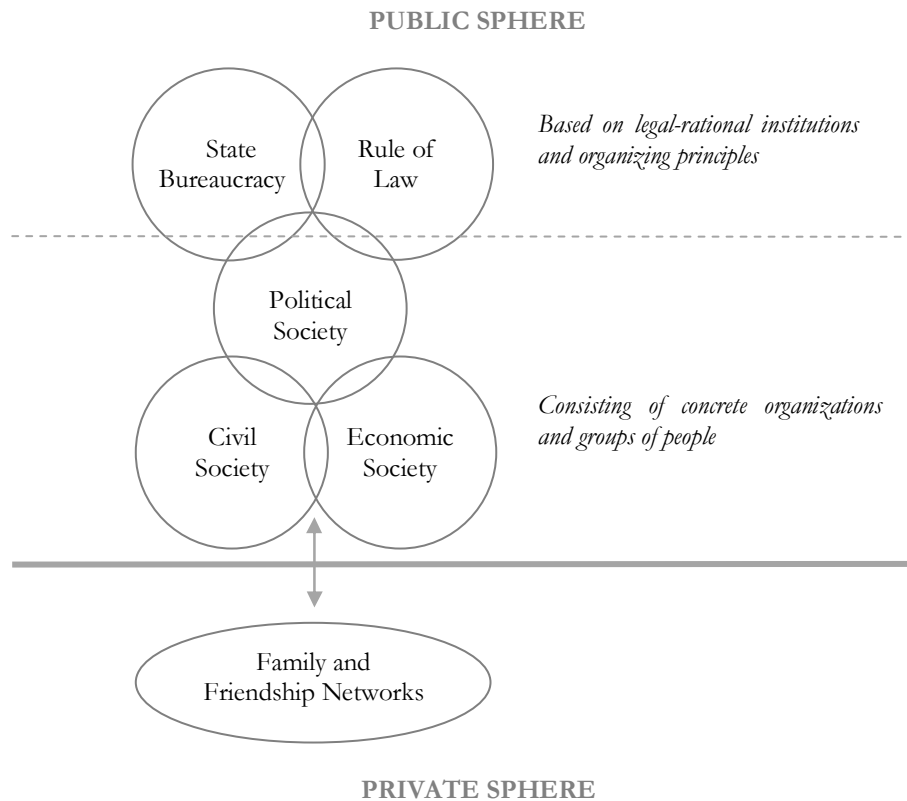 PUBLIC SPHERE
State
Bureaucracy
Rule of
Law
Based on legal-rational institutions
and organizing principles
Political
Society
Civil
Society
Economic
Society
Consisting of concrete organizations
and groups of people
Family and
Friendship Networks
PRIVATE SPHERE